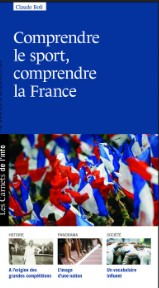 Claude Boli
Comprendre
le sport,
comprendre
la France
Les Carnets de l'info
HISTOIRE
PANORAMA
SOCIÉTÉ
A l'origine des
grandes compétitions
L'image
d'une nation
Un vocabulaire
influent